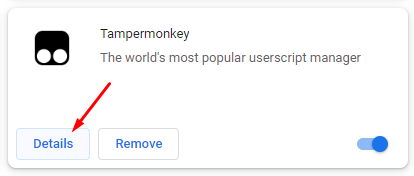 Tampermonkey
The world's most popular userscript manager
Details
Remove